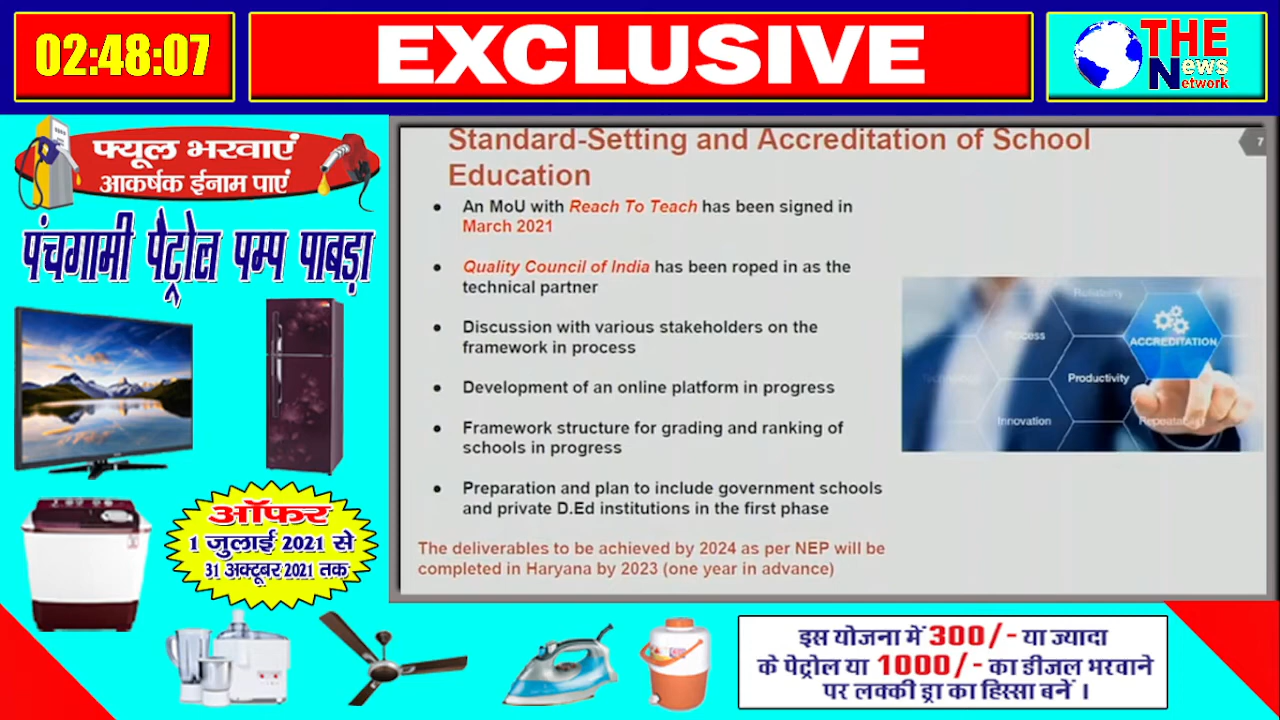 02:48:07
EXCLUSIVE
THE
News
Network
फ्यूल भरवाएं
आकर्षक ईनाम पाएं
पंचगामी पैट्रोल पम्प पाबड़ा
ऑफर
1 जुलाई 2021 से
31 अक्टूबर 2021 तक
Standard-Setting and Accreditation of School
Education
7
• An MoU with Reach To Teach has been signed in
March 2021
• Quality Council of India has been roped in as the
technical partner
• Discussion with various stakeholders on the
framework in process
• Development of an online platform in progress
• Framework structure for grading and ranking of
schools in progress
• Preparation and plan to include government schools
and private D.Ed institutions in the first phase
The deliverables to be achieved by 2024 as per NEP will be
completed in Haryana by 2023 (one year in advance)
Reliability
Process
ACCREDITATION
Productivity
Innovation
इस योजना में 300/- या ज्यादा
के पेट्रोल या 1000/- का डीजल भरवाने
पर लक्की ड्रा का हिस्सा बनें ।